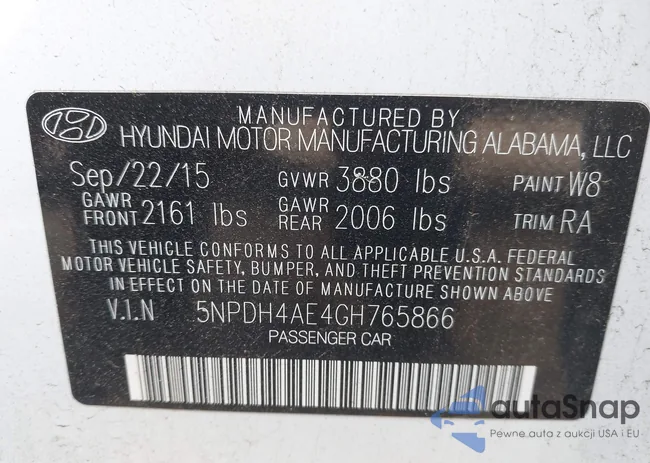 MANUFACTURED BY
HYUNDAI MOTOR MANUFACTURING ALABAMA, LLC
Sep/22/15 GVWR 3880 lbs PAINT W8
GAWR FRONT 2161 lbs GAWR REAR 2006 lbs TRIM RA
THIS VEHICLE CONFORMS TO ALL APPLICABLE U.S.A. FEDERAL
MOTOR VEHICLE SAFETY, BUMPER, AND THEFT PREVENTION STANDARDS
IN EFFECT ON THE DATE OF MANUFACTURE SHOWN ABOVE.
V.I.N 5NPDH4AE4GH765866
PASSENGER CAR
autaSnap
Pewne auta z aukcji USA i EU